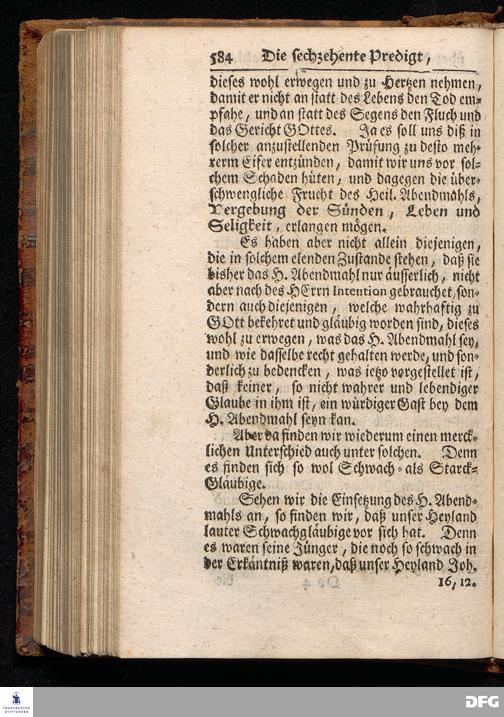 584 Die sechzehente Predigt,
dieses wohl erwegen und zu Hertzen nehmen,
damit er nicht an statt des Lebens den Tod em-
pfahe, und an statt des Segens den Fluch und
das Gericht GOttes. Ja es soll uns diß in
solcher anzustellenden Prüfung zu desto meh-
rerm Eifer entzünden, damit wir uns vor sol-
chem Schaden hüten, und dagegen die über-
schwengliche Frucht des Heil. Abendmahls,
Vergebung der Sünden, Leben und
Seligkeit, erlangen mögen.
Es haben aber nicht allein diejenigen,
die in solchem elenden Zustande stehen, daß sie
bisher das H. Abendmahl nur äusserlich, nicht
aber nach des HErrn Intention gebrauchet, son-
dern auch diejenigen, welche wahrhaftig zu
GOtt bekehret und gläubig worden sind, dieses
wohl zu erwegen, was das H. Abendmahl sey,
und wie dasselbe recht gehalten werde, und son-
derlich zu bedencken, was ietzo vorgestellet ist,
daß keiner, so nicht wahrer und lebendiger
Glaube in ihm ist, ein würdiger Gast bey dem
H. Abendmahl seyn kan.
Aber da finden wir wiederum einen merck-
lichen Unterschied auch unter solchen. Denn
es finden sich so wol Schwach- als Starck-
Gläubige.
Sehen wir die Einsetzung des H. Abend-
mahls an, so finden wir, daß unser Heyland
lauter Schwachgläubige vor sich hat. Denn
es waren seine Jünger, die noch so schwach in
der Erkäntniß waren, daß unser Heyland Joh.
16, 12.
FRANCKESCHE
STIFTUNGEN
DFG